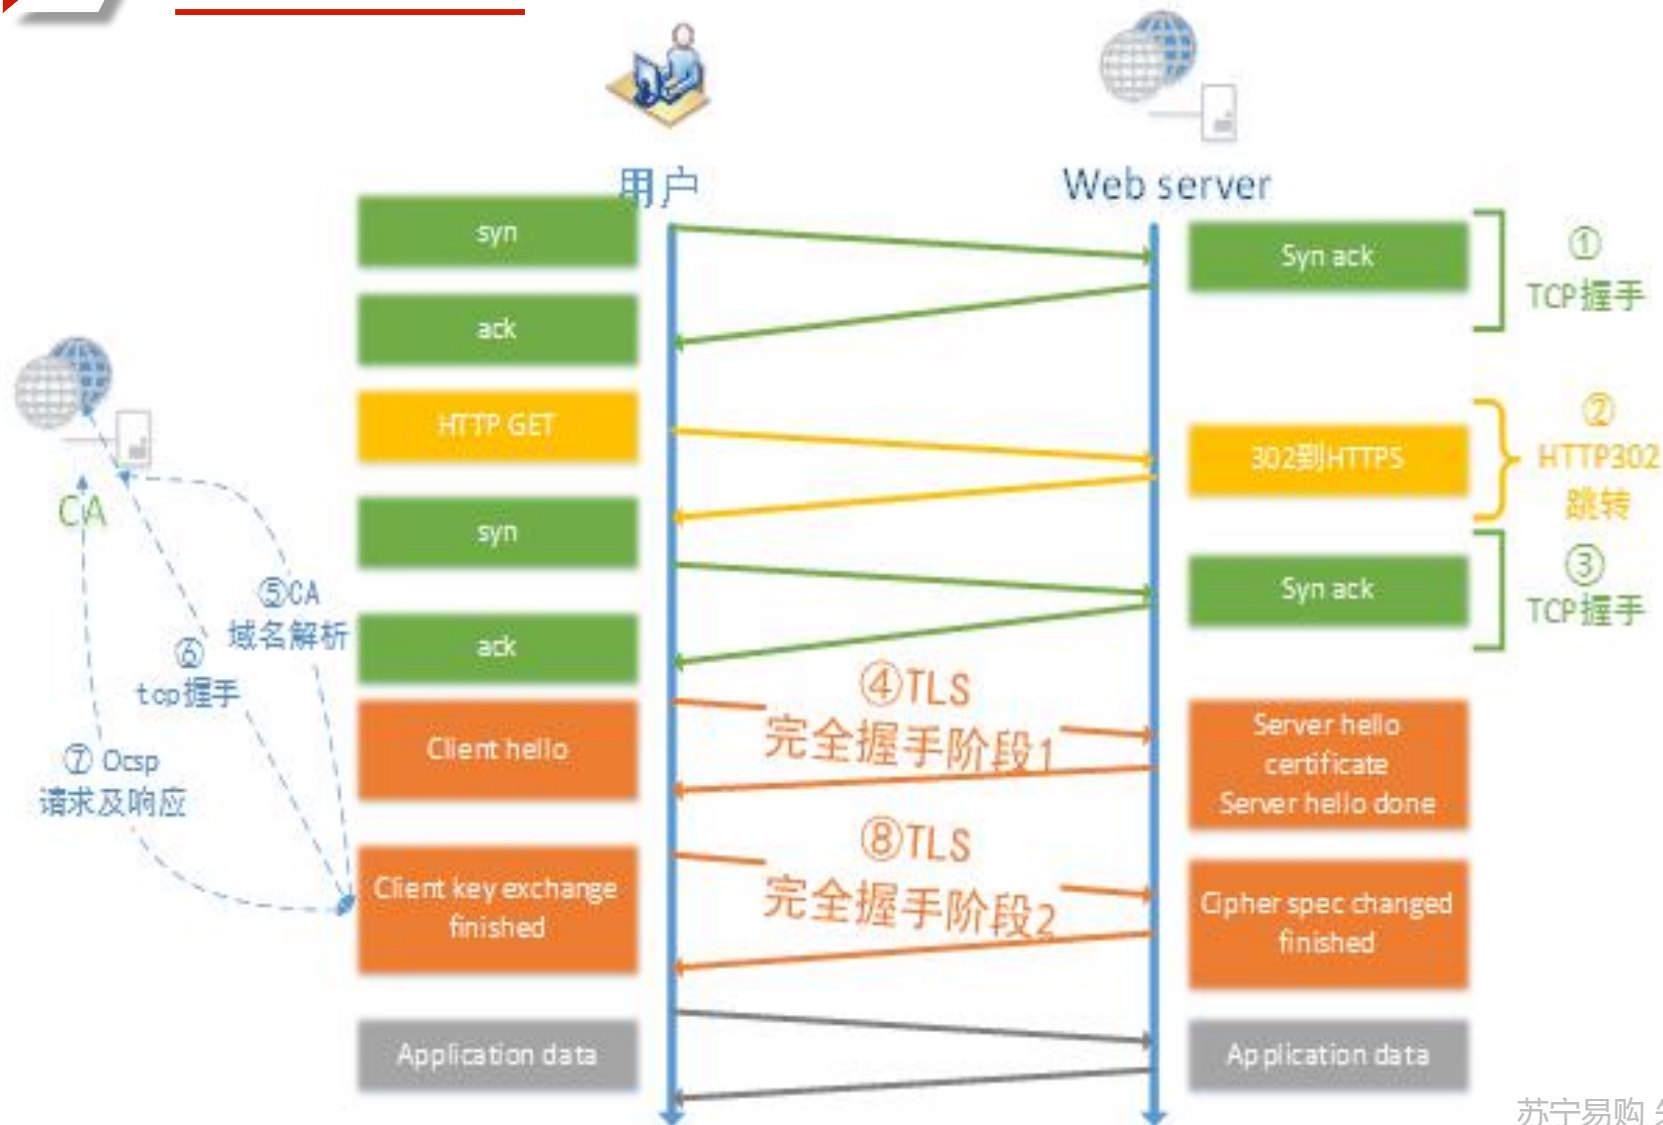 用户
Web server
syn
Syn ack
①
TCP握手
ack
HTTP GET
302到HTTPS
②
HTTP302
跳转
CA
syn
Syn ack
③
TCP握手
⑤CA
域名解析
ack
⑥
tcp握手
④TLS
完全握手阶段1
Client hello
Server hello
certificate
Server hello done
⑦ Ocsp
请求及响应
⑧TLS
完全握手阶段2
Client key exchange
finished
Cipher spec changed
finished
Application data
Application data
苏宁易购